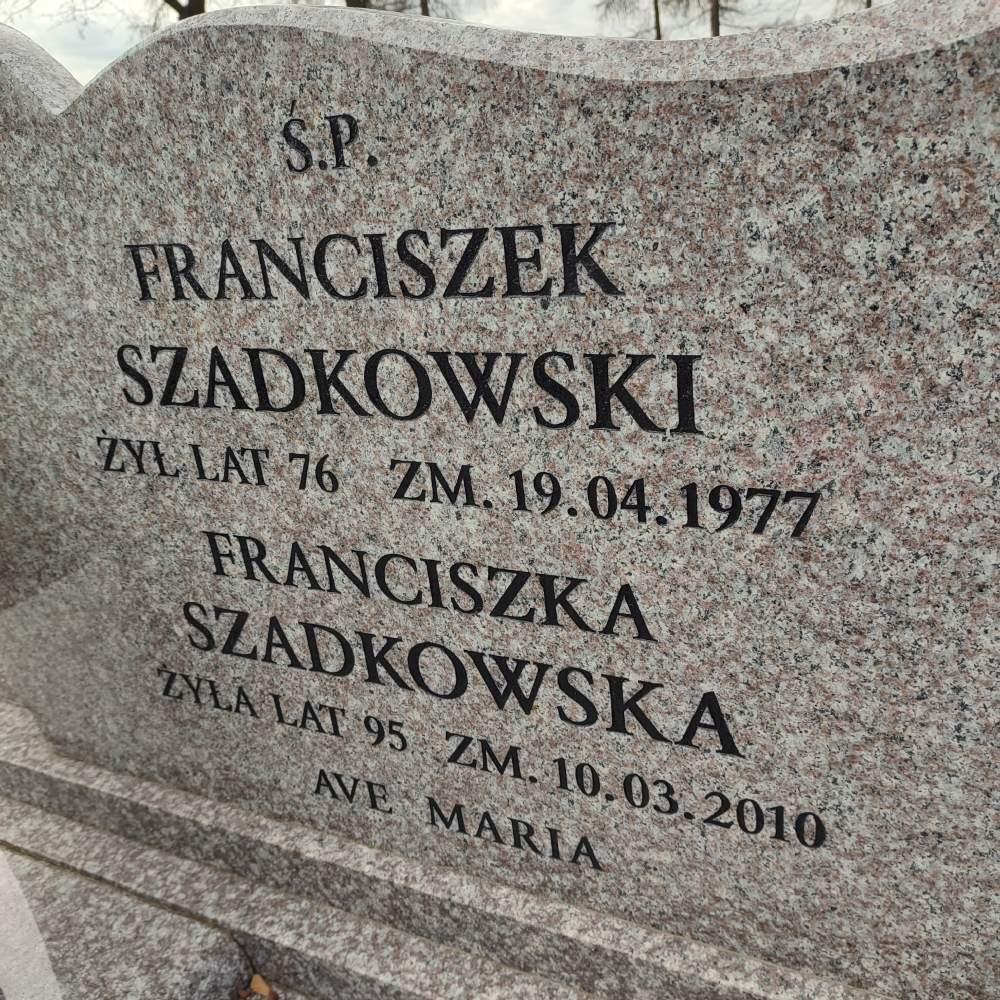 Ś.P.
FRANCISZEK
SZADKOWSKI
ŻYŁ LAT 76 ZM. 19.04.1977
FRANCISZKA
SZADKOWSKA
ŻYŁA LAT 95 ZM. 10.03.2010
AVE MARIA